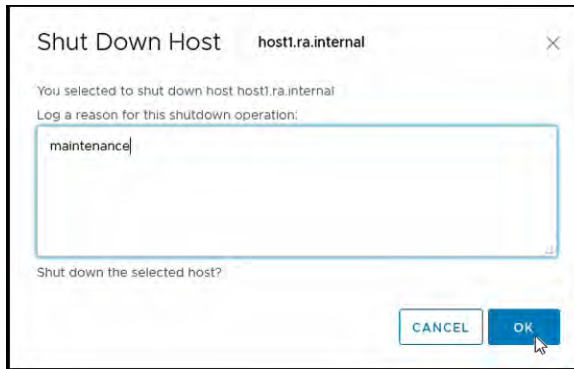 Shut Down Host host1.ra.internal
You selected to shut down host host1.ra.internal
Log a reason for this shutdown operation:
maintenance
Shut down the selected host?
CANCEL OK